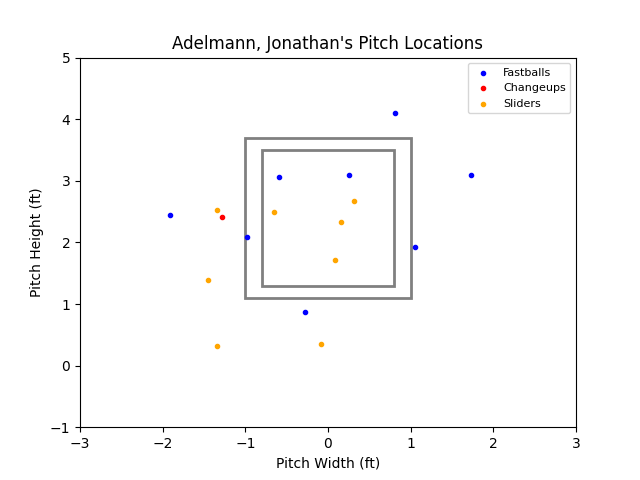 Adelmann, Jonathan's Pitch Locations
Fastballs
Changeups
Sliders
5
4
3
2
1
0
−1
−3
−2
−1
0
1
2
3
Pitch Height (ft)
Pitch Width (ft)